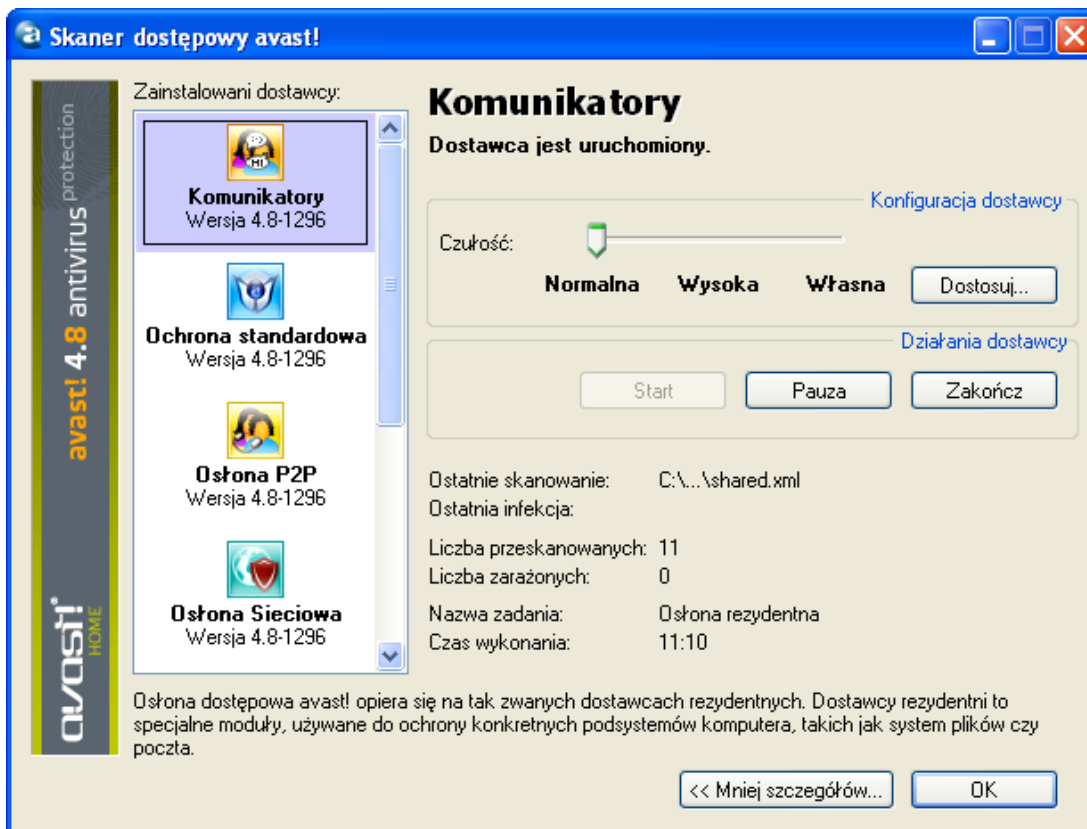 Skaner dostępowy avast!
avast! 4.8 antivirus protection
avast! HOME
Zainstalowani dostawcy:
Komunikatory
Wersja 4.8-1296
Ochrona standardowa
Wersja 4.8-1296
Osłona P2P
Wersja 4.8-1296
Osłona Sieciowa
Wersja 4.8-1296
Komunikatory
Dostawca jest uruchomiony.
Konfiguracja dostawcy
Czułość:
Normalna Wysoka Własna Dostosuj...
Działania dostawcy
Start Pauza Zakończ
Ostatnie skanowanie: C:\...\shared.xml
Ostatnia infekcja:
Liczba przeskanowanych: 11
Liczba zarażonych: 0
Nazwa zadania: Osłona rezydentna
Czas wykonania: 11:10
Osłona dostępowa avast! opiera się na tak zwanych dostawcach rezydentnych. Dostawcy rezydentni to
specjalne moduły, używane do ochrony konkretnych podsystemów komputera, takich jak system plików czy
poczta.
<< Mniej szczegółów... OK